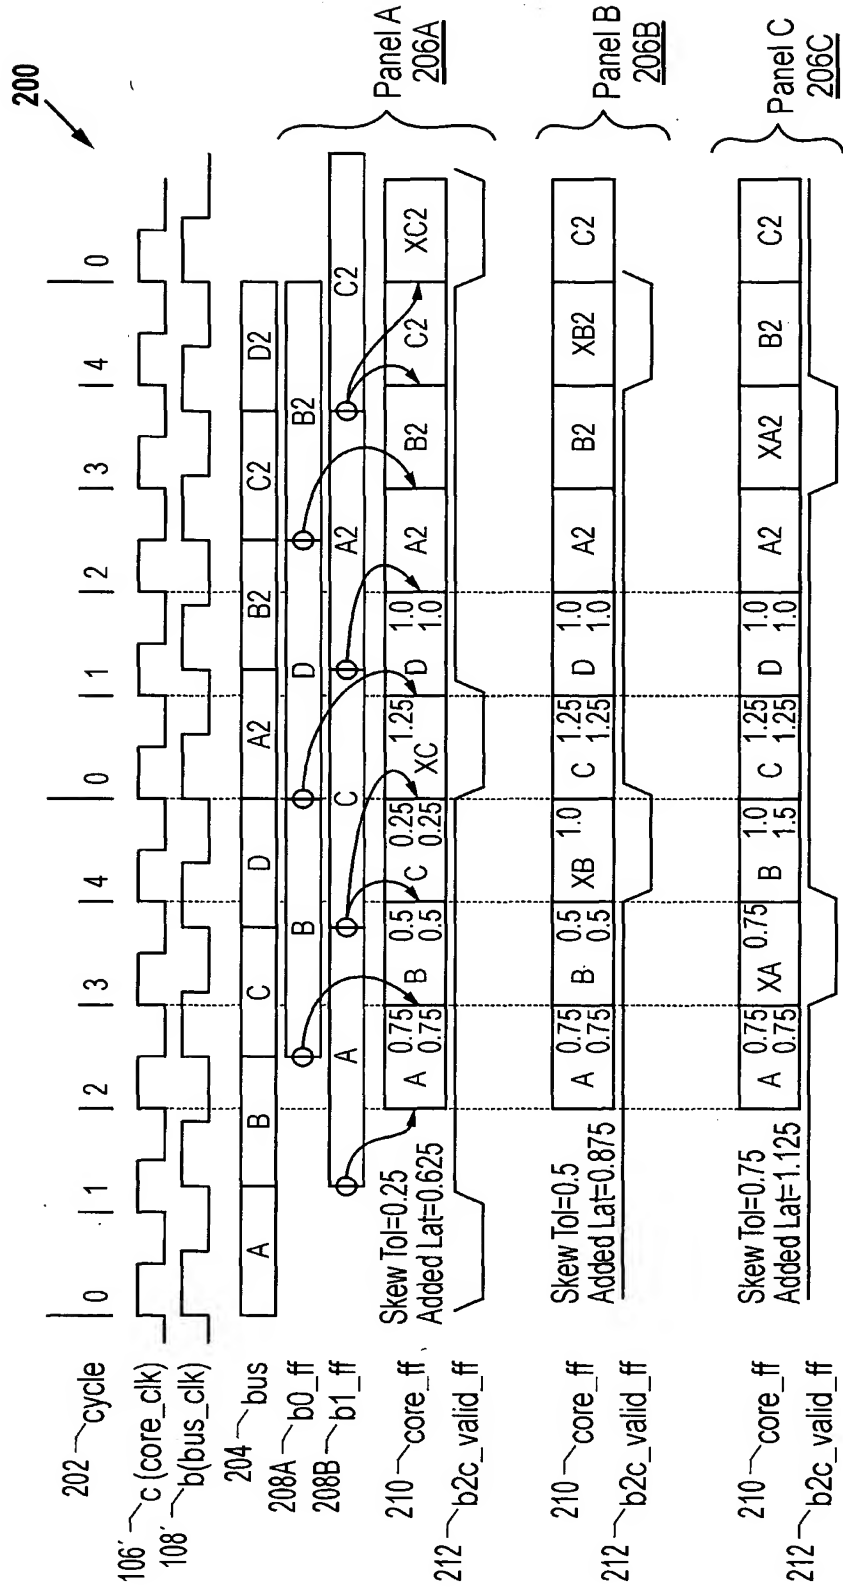 200
202 cycle 0 1 2 3 4 0 1 2 3 4 0
106' c (core_clk)
108' b(bus_clk)
204 bus A B C D A2 B2 C2 D2
208A b0_ff B D B2
208B b1_ff A C A2 C2
Panel A
206A
Skew Tol=0.25
Added Lat=0.625
210 core_ff A 0.75 0.75 B 0.5 0.5 C 0.25 0.25 XC 1.25 D 1.0 1.0 A2 B2 C2 XC2
212 b2c_valid_ff
Panel B
206B
Skew Tol=0.5
Added Lat=0.875
210 core_ff A 0.75 0.75 B 0.5 0.5 XB 1.0 C 1.25 1.25 D 1.0 1.0 A2 B2 XB2 C2
212 b2c_valid_ff
Panel C
206C
Skew Tol=0.75
Added Lat=1.125
210 core_ff A 0.75 0.75 XA 0.75 B 1.0 1.5 C 1.25 1.25 D 1.0 1.0 A2 XA2 B2 C2
212 b2c_valid_ff